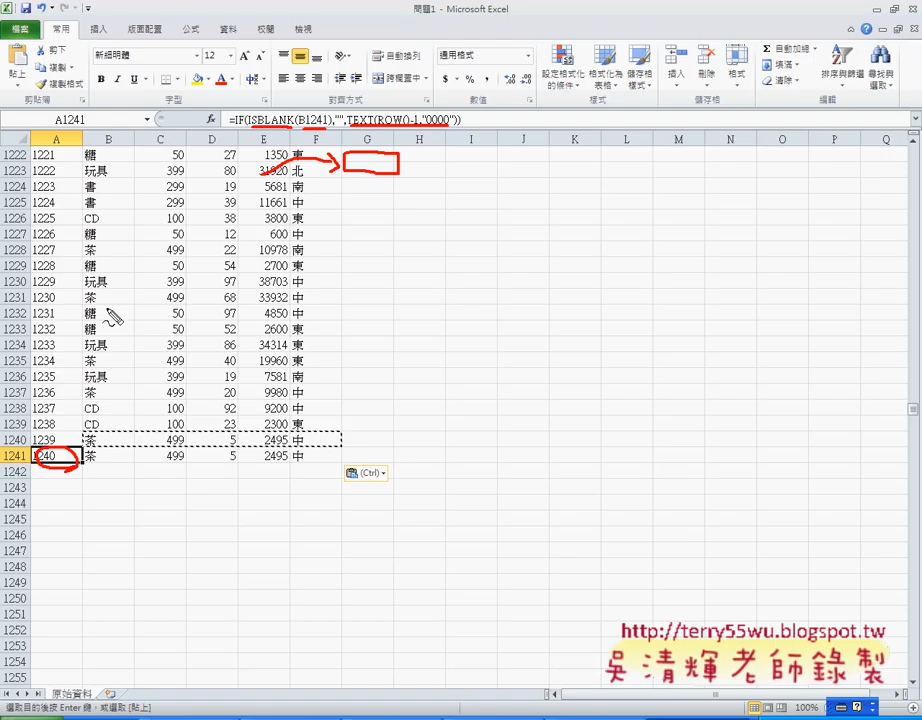 問題1 - Microsoft Excel
檔案 常用 插入 版面配置 公式 資料 校閱 檢視
貼上 剪下 複製 格式
剪貼簿
新細明體 12
B I U
字型
自動換列
跨欄置中
對齊方式
通用格式
$ % ,
數值
設定格式化的條件 格式化為表格 儲存格樣式
樣式
插入 刪除 格式
儲存格
Σ 自動加總
填滿
清除
排序與篩選 尋找與選取
編輯
A1241 fx =IF(ISBLANK(B1241),"",TEXT(ROW()-1,"0000"))
A B C D E F G H I J K L M N O P Q
1222 1221 糖 50 27 1350 東
1223 1222 玩具 399 80 31920 北
1224 1223 書 299 19 5681 南
1225 1224 書 299 39 11661 中
1226 1225 CD 100 38 3800 東
1227 1226 糖 50 12 600 中
1228 1227 茶 499 22 10978 南
1229 1228 糖 50 54 2700 東
1230 1229 玩具 399 97 38703 中
1231 1230 茶 499 68 33932 中
1232 1231 糖 50 97 4850 中
1233 1232 糖 50 52 2600 東
1234 1233 玩具 399 86 34314 東
1235 1234 茶 499 40 19960 東
1236 1235 玩具 399 19 7581 南
1237 1236 茶 499 20 9980 中
1238 1237 CD 100 92 9200 中
1239 1238 CD 100 23 2300 東
1240 1239 茶 499 5 2495 中
1241 1240 茶 499 5 2495 中
1242 (Ctrl)
1243
1244
1245
1246
1247
1248
1249
1250
1251
1252
1253
1254
1255
http://terry55wu.blogspot.tw
吳清輝老師錄製
原始資料
選取目的後按 Enter 鍵，或選取 [貼上]
100%